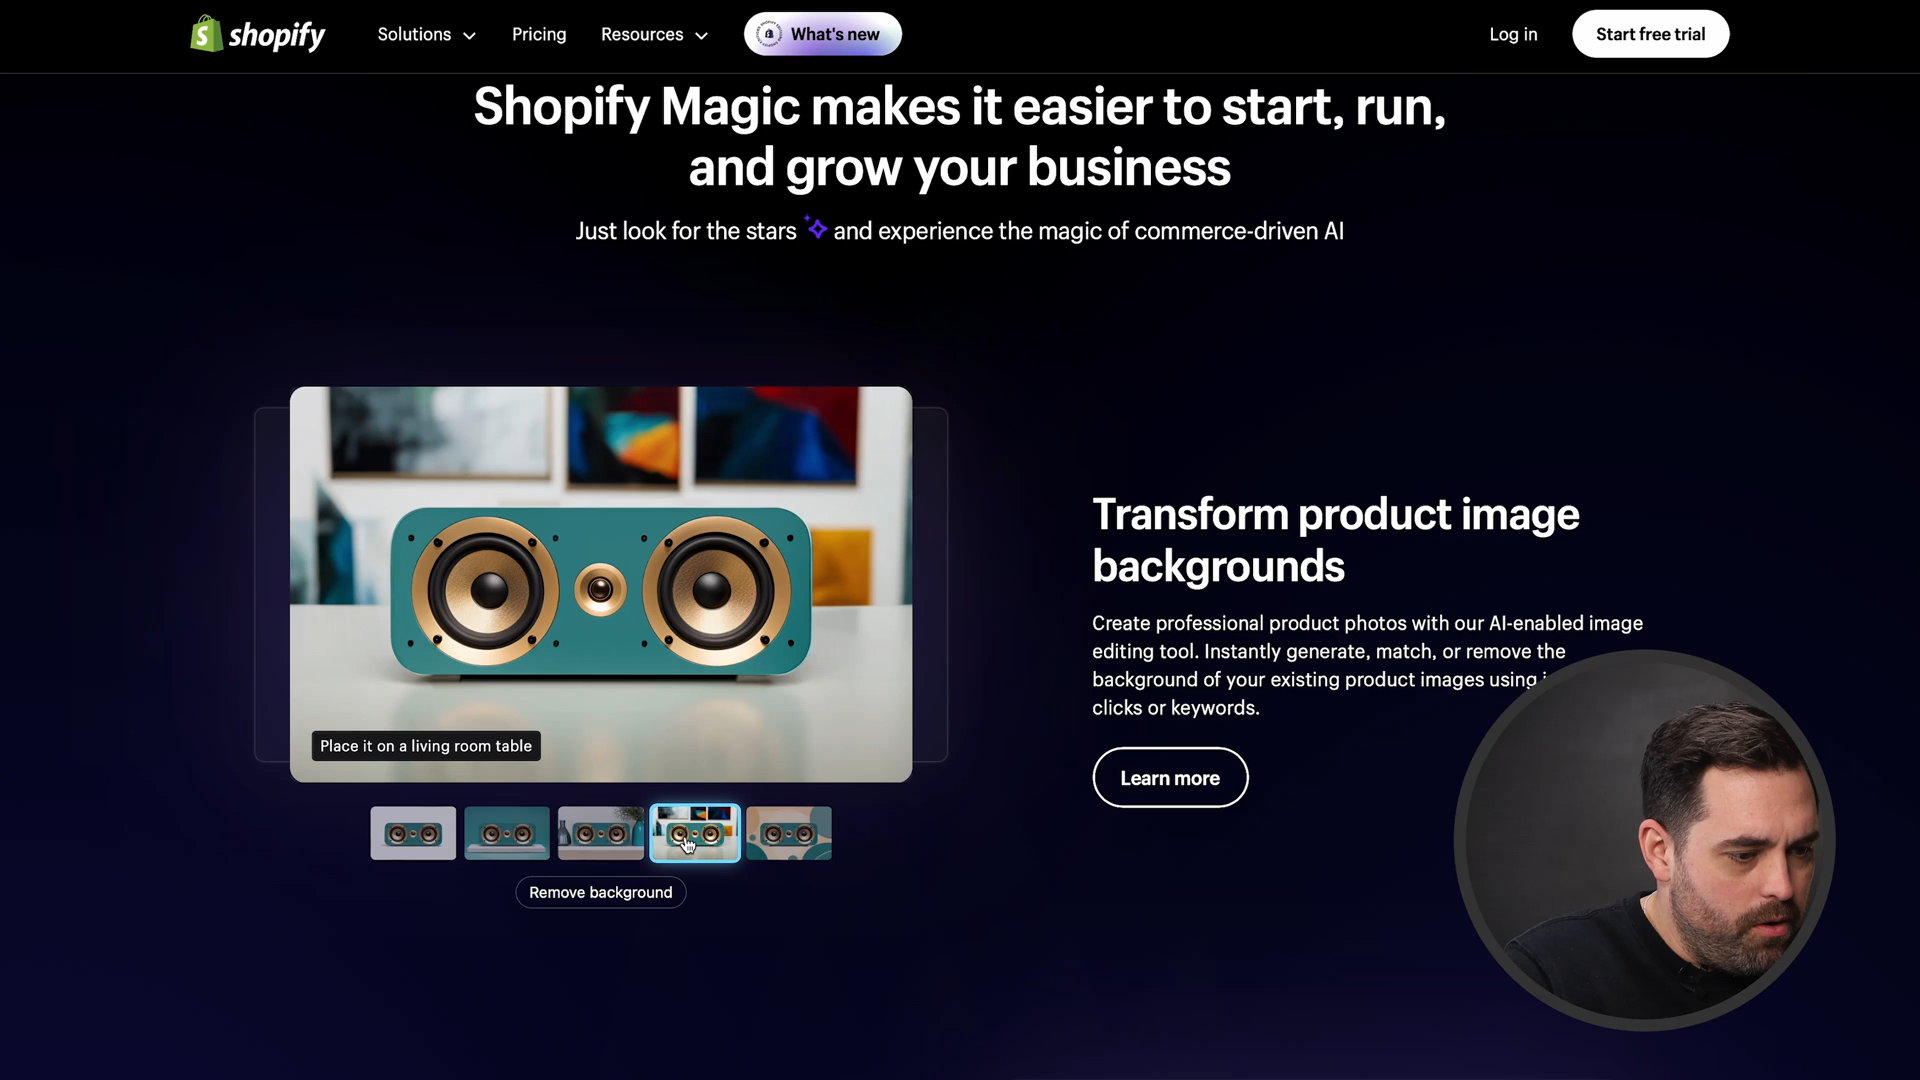 shopify
Solutions
Pricing
Resources
What's new
Log in
Start free trial
Shopify Magic makes it easier to start, run,
and grow your business
Just look for the stars and experience the magic of commerce-driven AI
Place it on a living room table
Remove background
Transform product image
backgrounds
Create professional product photos with our AI-enabled image
editing tool. Instantly generate, match, or remove the
background of your existing product images using
clicks or keywords.
Learn more